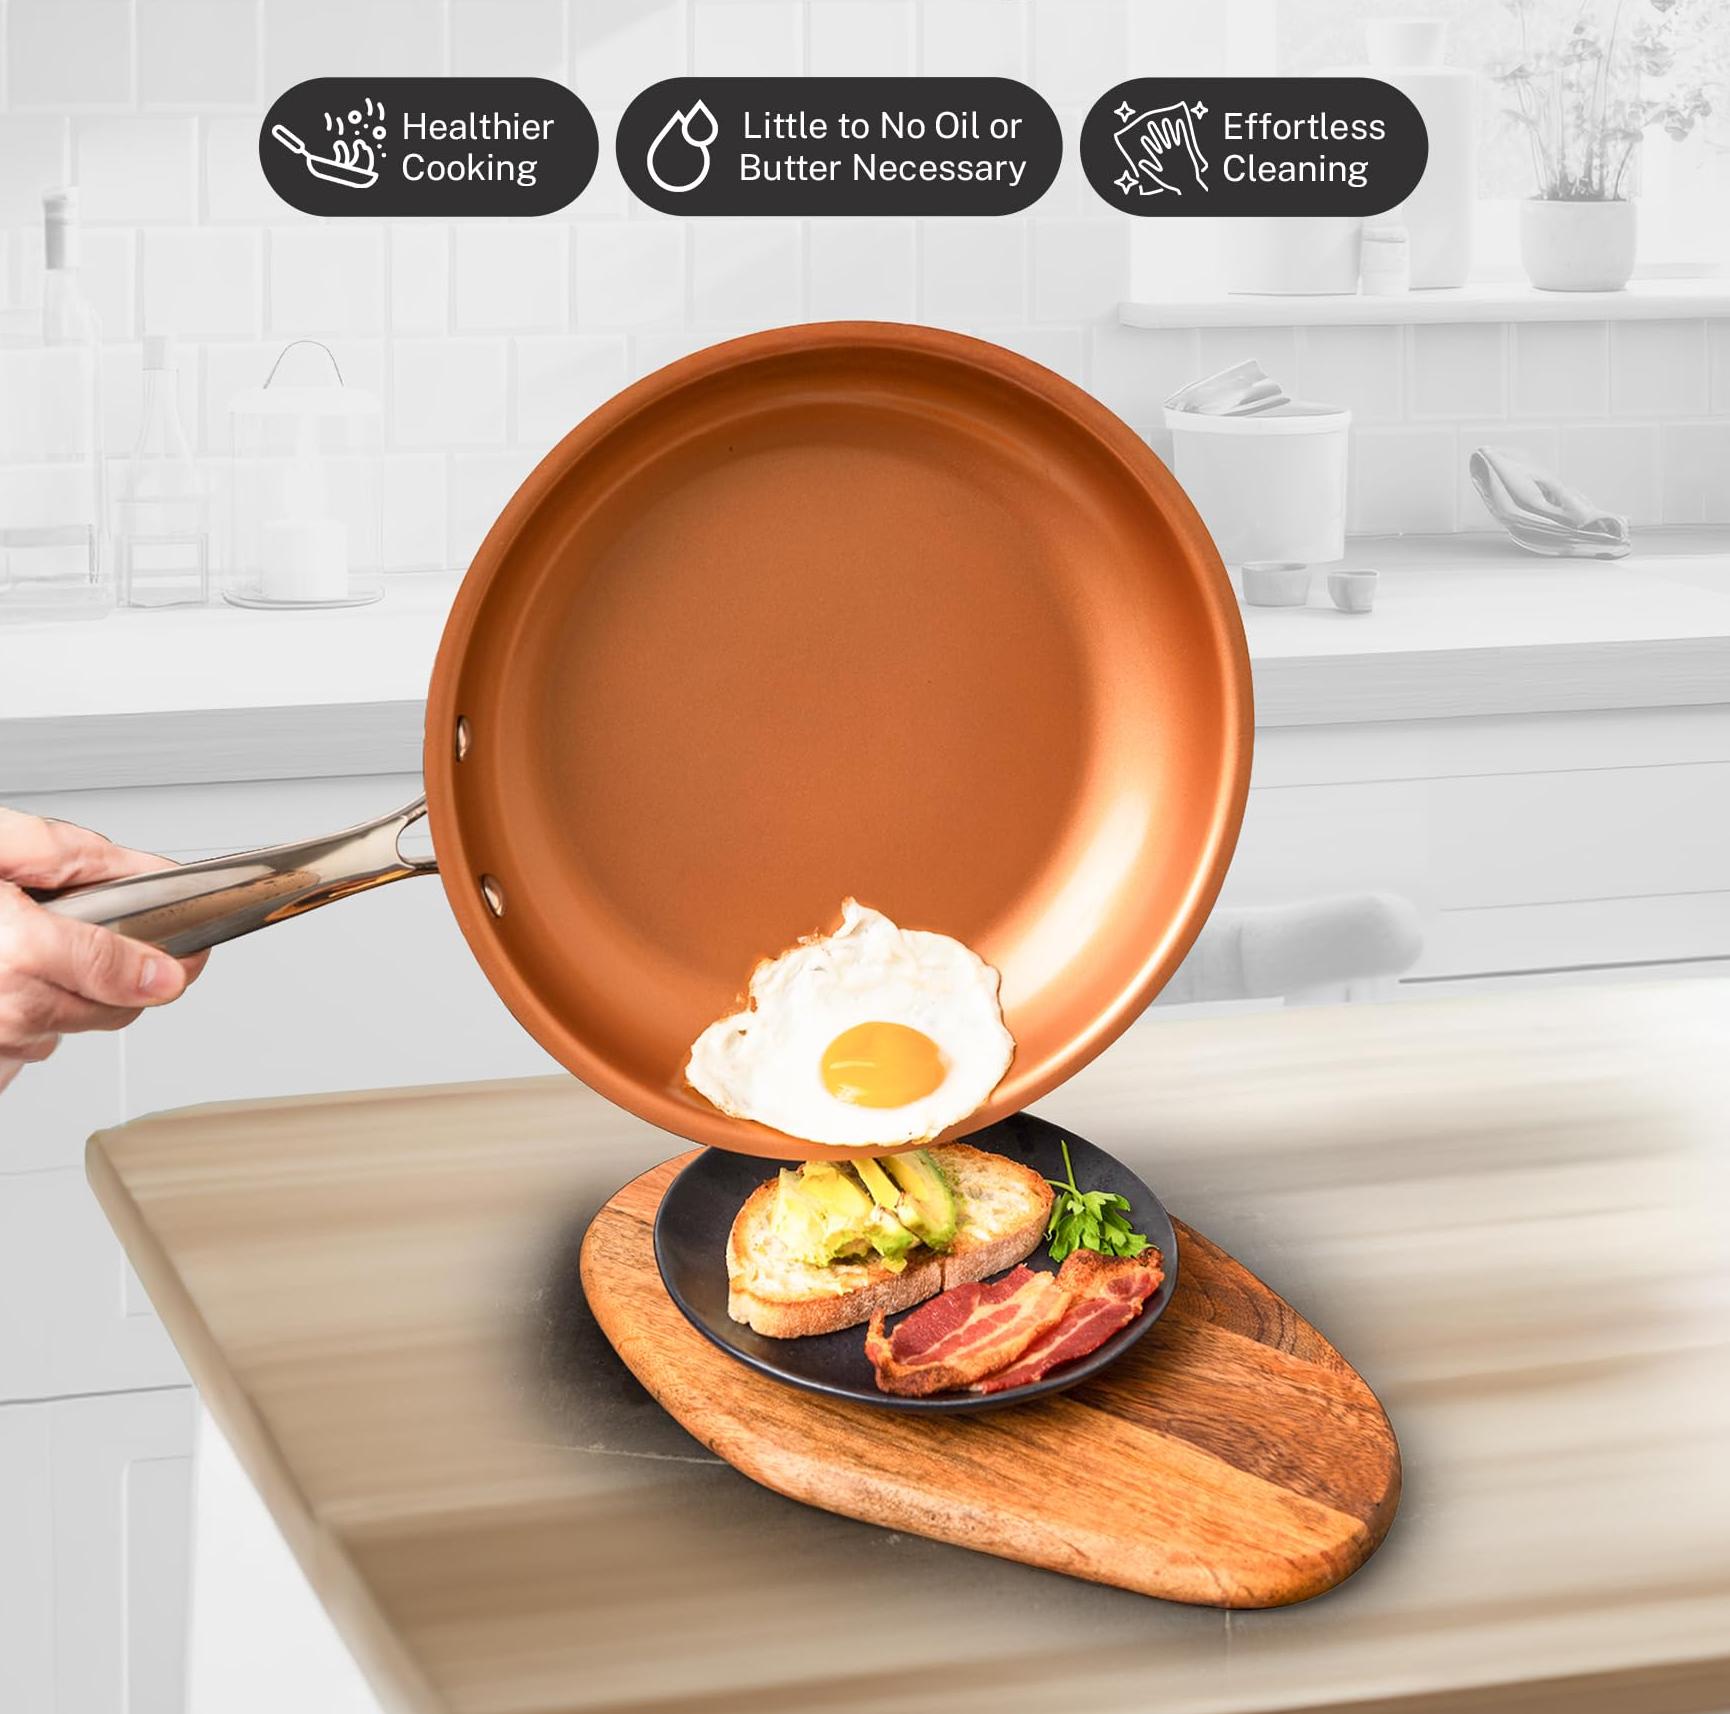 Healthier
Cooking
Little to No Oil or
Butter Necessary
Effortless
Cleaning